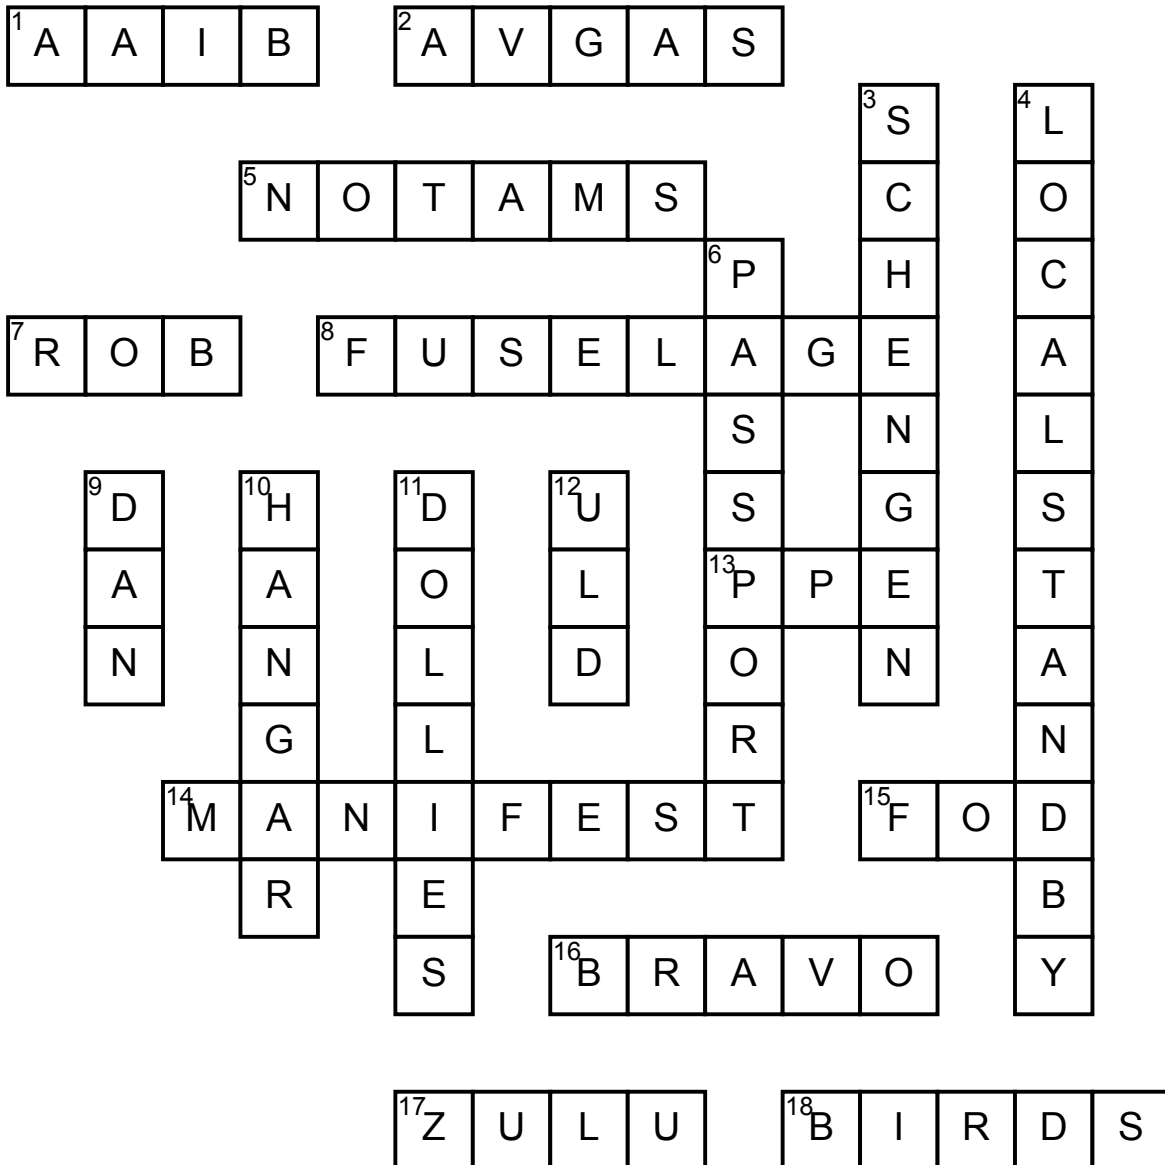 1 A A I B 2 A V G A S
3 S 4 L
5 N O T A M S C O
6 P H C
7 R O B 8 F U S E L A G E A
S N L
9 D 10 H 11 D 12 U S G S
A A O L 13 P P E T
N N L D O N A
G L R N
14 M A N I F E S T 15 F O D
R E B
S 16 B R A V O Y
17 Z U L U 18 B I R D S